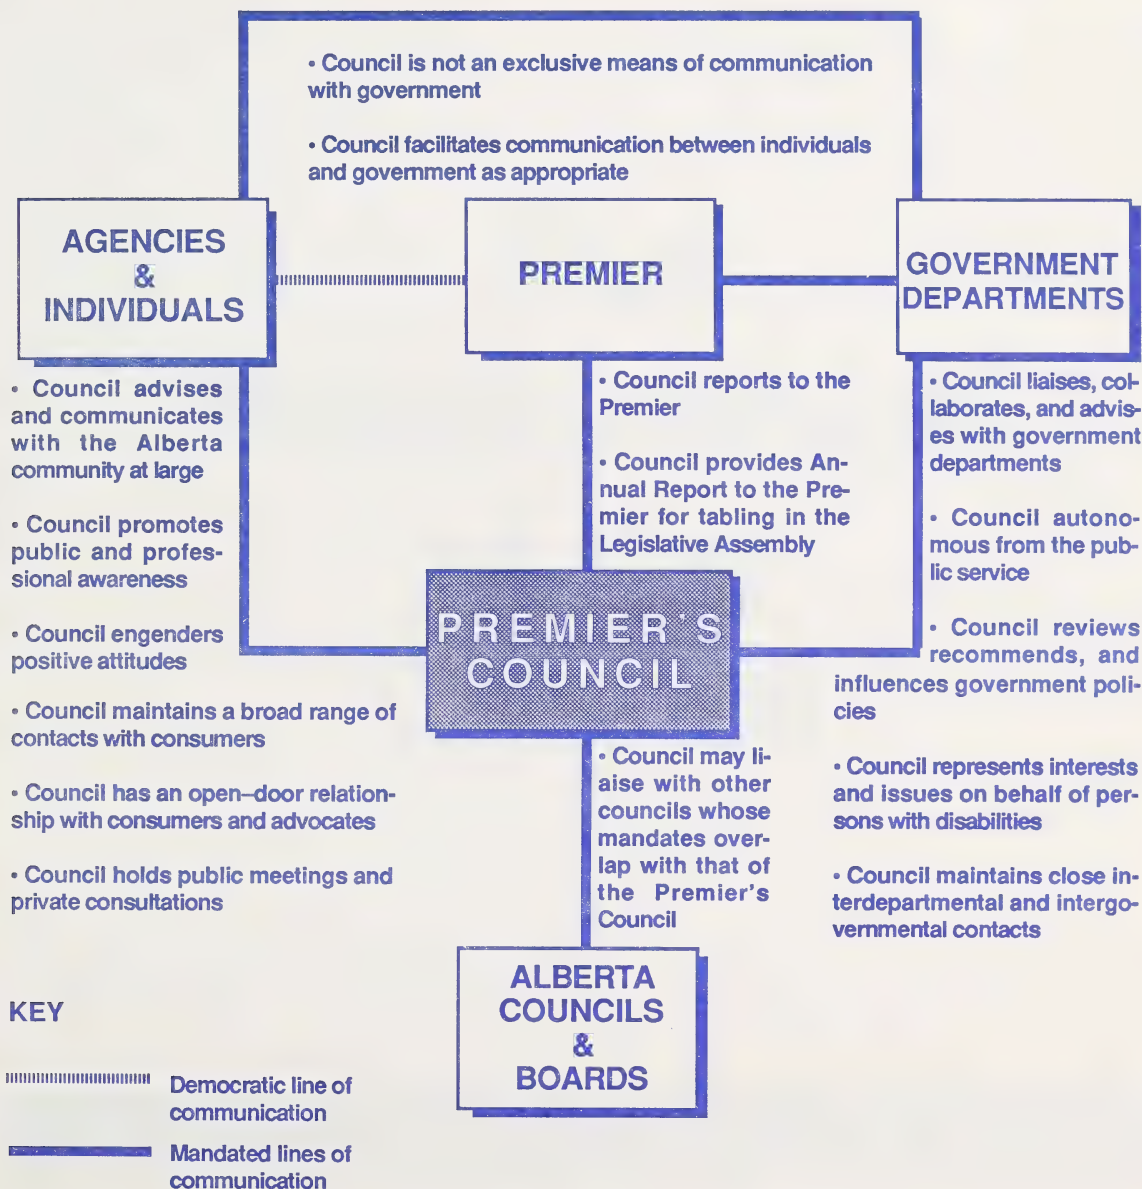 • Council is not an exclusive means of communication
with government
• Council facilitates communication between individuals
and government as appropriate
AGENCIES
&
INDIVIDUALS
PREMIER
GOVERNMENT
DEPARTMENTS
• Council advises
and communicates
with the Alberta
community at large
• Council promotes
public and profes-
sional awareness
• Council engenders
positive attitudes
• Council maintains a broad range of
contacts with consumers
• Council has an open–door relation-
ship with consumers and advocates
• Council holds public meetings and
private consultations
• Council reports to the
Premier
• Council provides An-
nual Report to the Pre-
mier for tabling in the
Legislative Assembly
• Council liaises, col-
laborates, and advis-
es with government
departments
• Council autono-
mous from the pub-
lic service
• Council reviews
recommends, and
influences government poli-
cies
• Council represents interests
and issues on behalf of per-
sons with disabilities
• Council maintains close in-
terdepartmental and intergo-
vernmental contacts
PREMIER'S
COUNCIL
• Council may li-
aise with other
councils whose
mandates over-
lap with that of
the Premier's
Council
ALBERTA
COUNCILS
&
BOARDS
KEY
Democratic line of
communication
Mandated lines of
communication